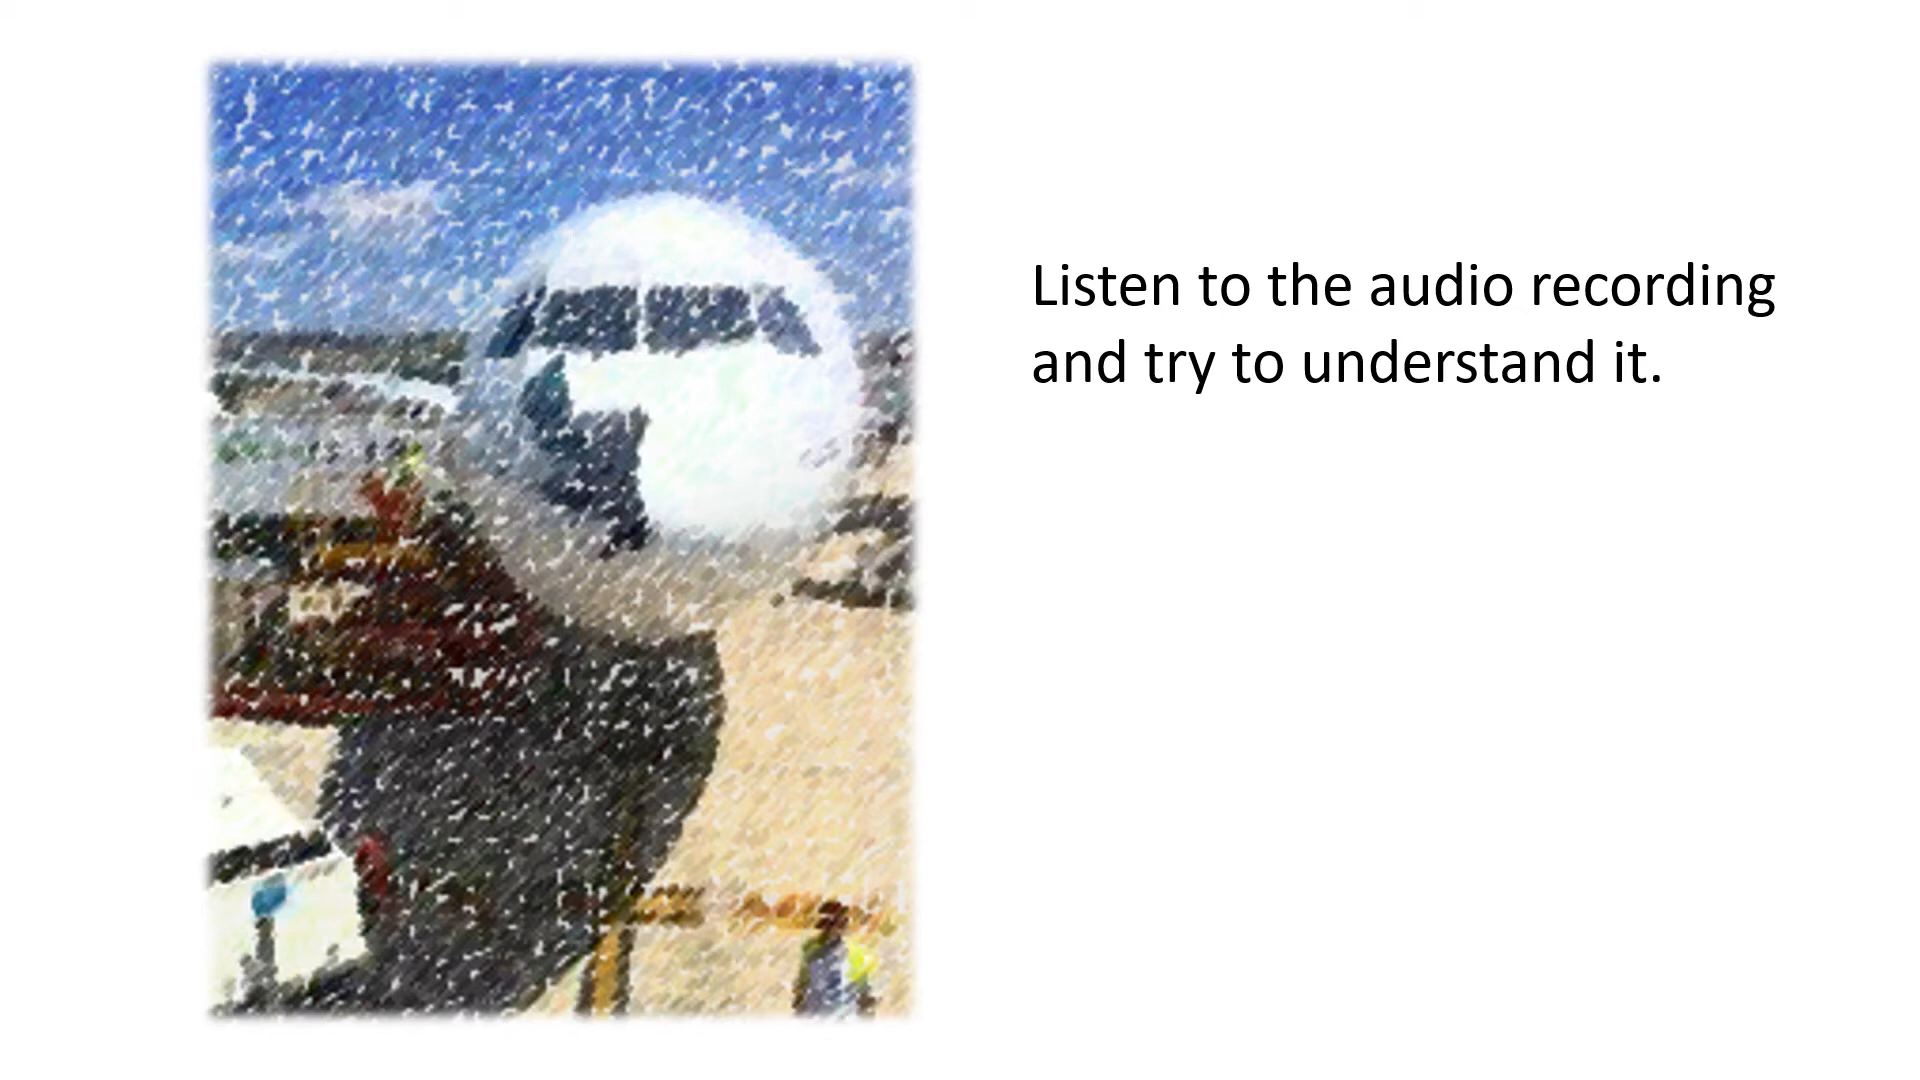 Listen to the audio recording
and try to understand it.